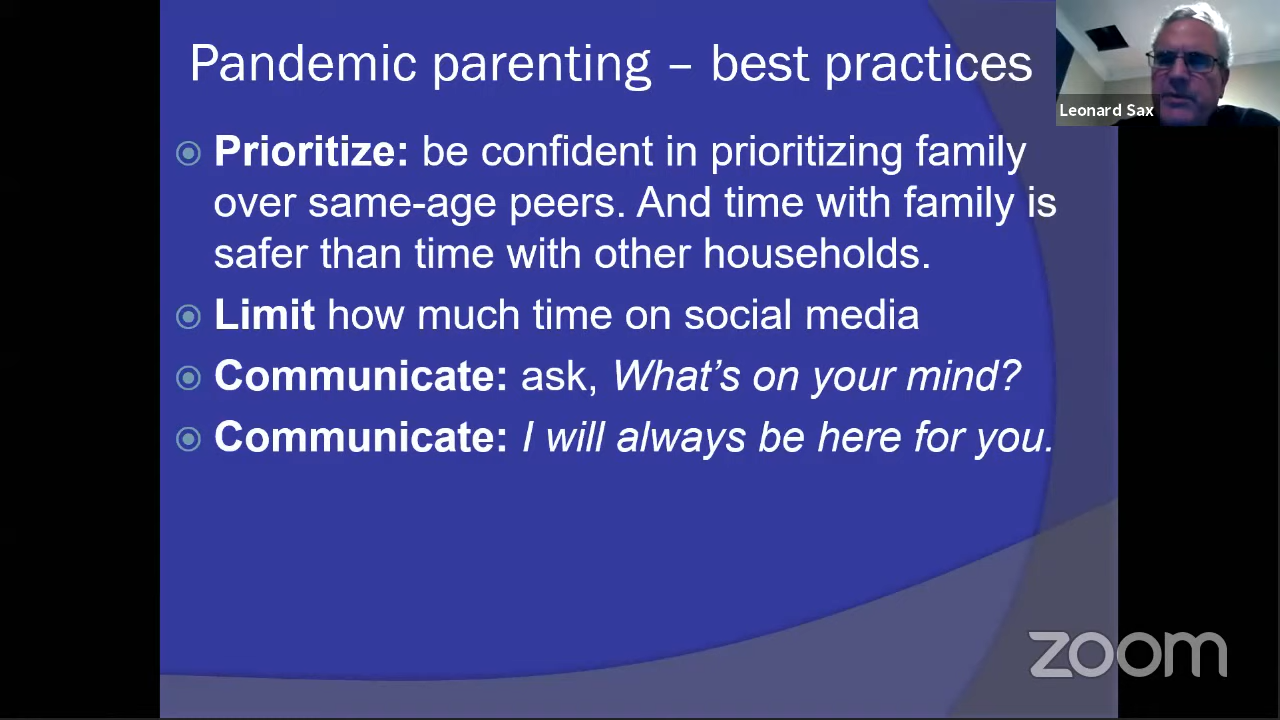 Pandemic parenting – best practices
Leonard Sax
Prioritize: be confident in prioritizing family
over same-age peers. And time with family is
safer than time with other households.
Limit how much time on social media
Communicate: ask, What’s on your mind?
Communicate: I will always be here for you.
zoom